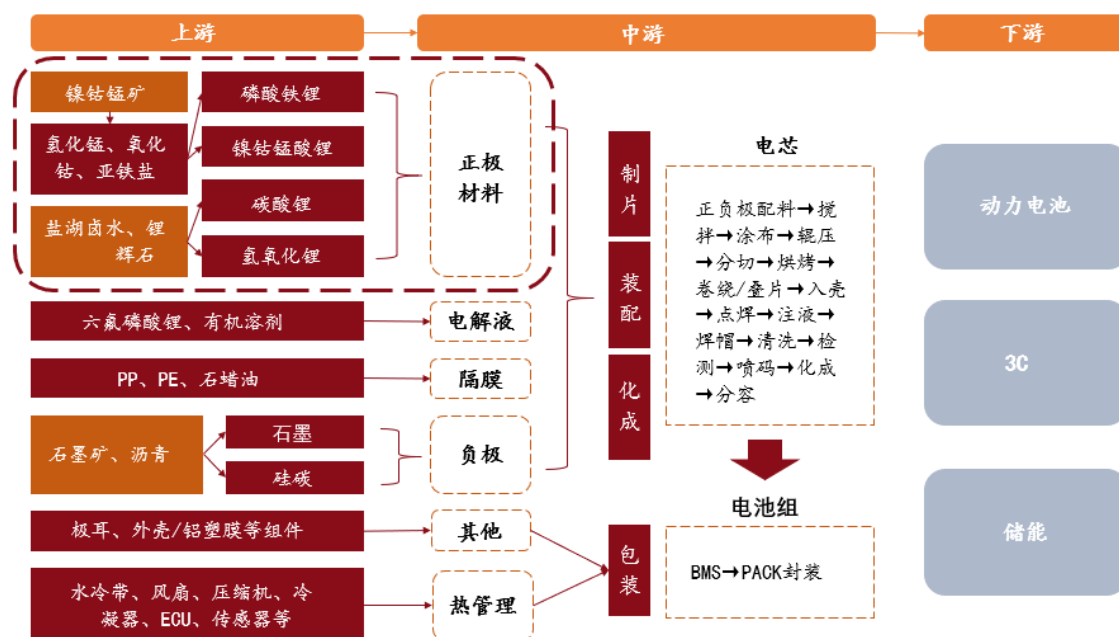 上游
中游
下游
镍钴锰矿
氢化锰、氧化
钴、亚铁盐
盐湖卤水、锂
辉石
磷酸铁锂
镍钴锰酸锂
碳酸锂
氢氧化锂
正极
材料
六氟磷酸锂、有机溶剂
电解液
PP、PE、石蜡油
隔膜
石墨矿、沥青
石墨
硅碳
负极
极耳、外壳/铝塑膜等组件
其他
水冷带、风扇、压缩机、冷
凝器、ECU、传感器等
热管理
制
片
装
配
化
成
包
装
电芯
正负极配料→搅
拌→涂布→辊压
→分切→烘烤→
卷绕/叠片→入壳
→点焊→注液→
焊帽→清洗→检
测→喷码→化成
→分容
电池组
BMS→PACK封装
动力电池
3C
储能